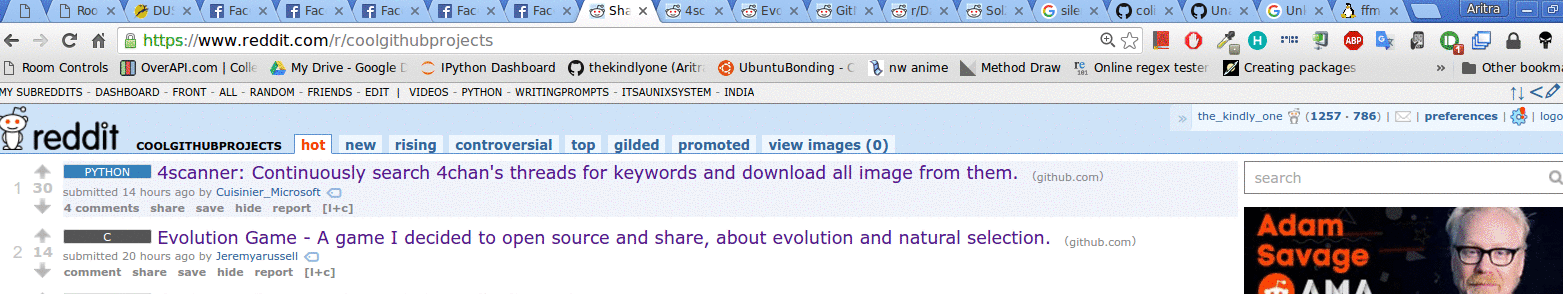 Roo DUS Fac Fac Fac Fac Fac Sha 4sc Evo GitH r/Da Sola siler coli Una Unl ffm Aritra
https://www.reddit.com/r/coolgithubprojects
Room Controls OverAPI.com | Colle My Drive - Google D IPython Dashboard thekindlyone (Aritra UbuntuBonding - C nw anime Method Draw Online regex tester Creating packages » Other bookma
MY SUBREDDITS - DASHBOARD - FRONT - ALL - RANDOM - FRIENDS - EDIT | VIDEOS - PYTHON - WRITINGPROMPTS - ITSAUNIXSYSTEM - INDIA
» the_kindly_one (1257 · 786) | | preferences | | logo
reddit COOLGITHUBPROJECTS hot new rising controversial top gilded promoted view images (0)
1 30 PYTHON 4scanner: Continuously search 4chan's threads for keywords and download all image from them. (github.com)
submitted 14 hours ago by Cuisinier_Microsoft
4 comments share save hide report [l+c]
search
2 14 C Evolution Game - A game I decided to open source and share, about evolution and natural selection. (github.com)
submitted 20 hours ago by Jeremyarussell
comment share save hide report [l+c]
Adam
Savage
AMA